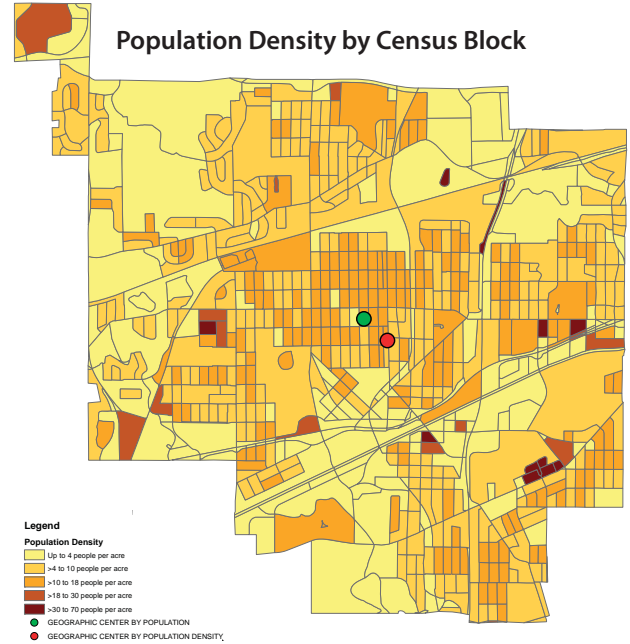 Population Density by Census Block
Legend
Population Density
Up to 4 people per acre
>4 to 10 people per acre
>10 to 18 people per acre
>18 to 30 people per acre
>30 to 70 people per acre
GEOGRAPHIC CENTER BY POPULATION
GEOGRAPHIC CENTER BY POPULATION DENSITY